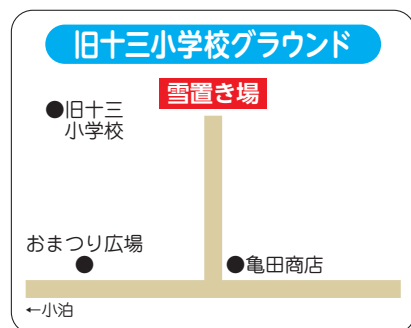 旧十三小学校グラウンド
雪置き場
●旧十三
小学校
おまつり広場
●亀田商店
←小泊